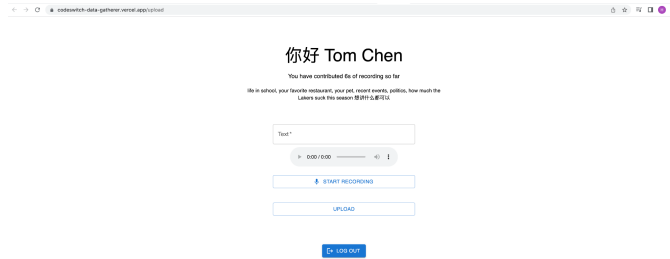 codeswitch-data-gatherer.vercel.app/upload
你好 Tom Chen
You have contributed 6s of recording so far
life in school, your favorite restaurant, your pet, recent events, politics, how much the
Lakers suck this season 想讲什么都可以
Text *
0:00 / 0:00
START RECORDING
UPLOAD
LOG OUT